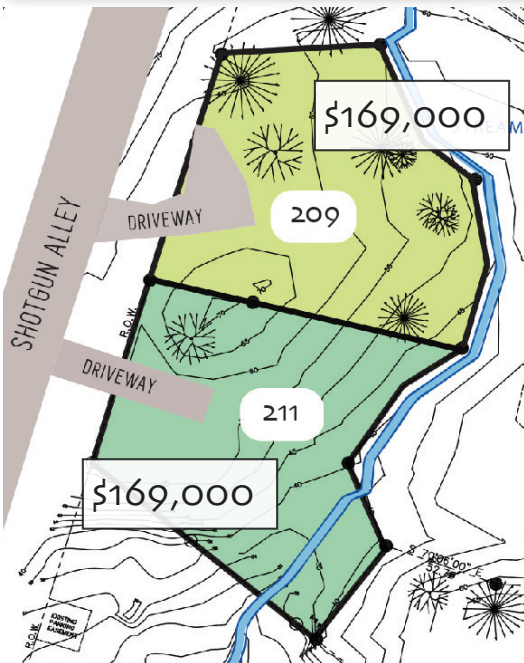 $169,000
STREAM
209
DRIVEWAY
SHOTGUN ALLEY
R.O.W.
DRIVEWAY
211
$169,000
EXISTING
PARKING
EASEMENT
R.O.W.